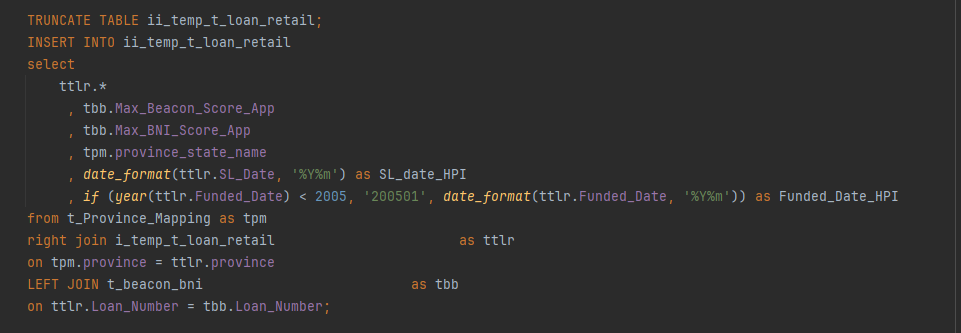 TRUNCATE TABLE ii_temp_t_loan_retail;
INSERT INTO ii_temp_t_loan_retail
select
    ttlr.*
     , tbb.Max_Beacon_Score_App
     , tbb.Max_BNI_Score_App
     , tpm.province_state_name
     , date_format(ttlr.SL_Date, '%Y%m') as SL_date_HPI
     , if (year(ttlr.Funded_Date) < 2005, '200501', date_format(ttlr.Funded_Date, '%Y%m')) as Funded_Date_HPI
from t_Province_Mapping as tpm
right join i_temp_t_loan_retail                       as ttlr
on tpm.province = ttlr.province
LEFT JOIN t_beacon_bni                          as tbb
on ttlr.Loan_Number = tbb.Loan_Number;